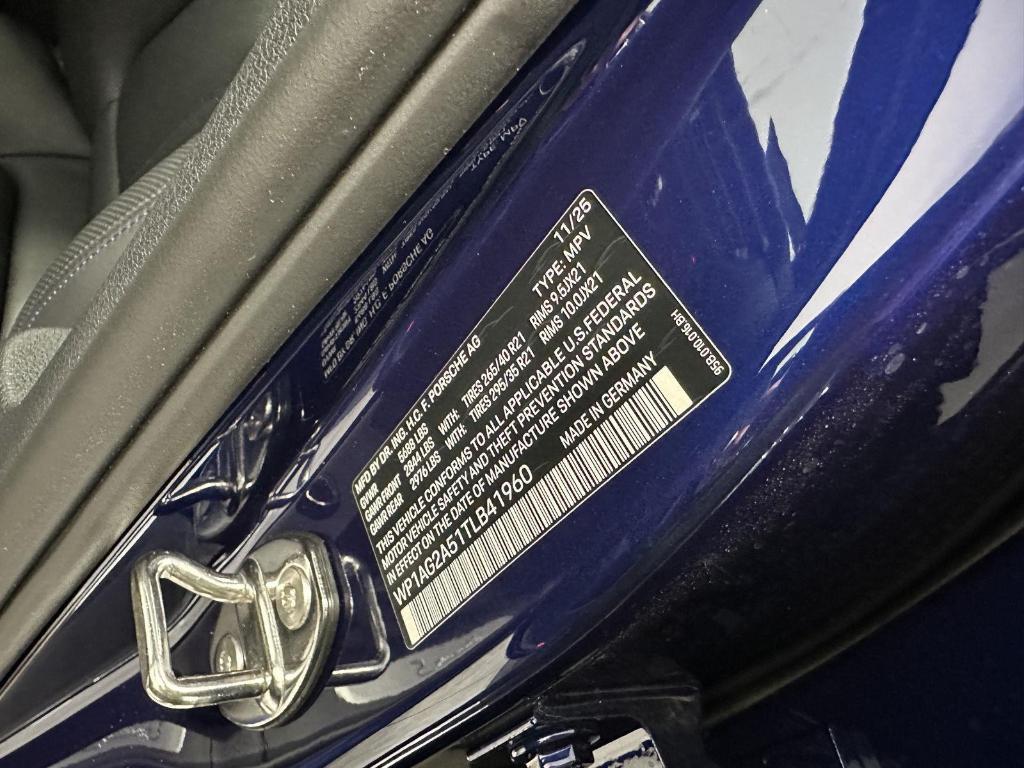 MFD BY DR. ING. H.C. F. PORSCHE AG 11/25
GVWR 5688 LBS TYPE: MPV
GAWR FRONT 2844 LBS WITH: TIRES 265/40 R21 RIMS 9.5JX21
GAWR REAR 2976 LBS WITH: TIRES 295/35 R21 RIMS 10.0JX21
THIS VEHICLE CONFORMS TO ALL APPLICABLE U.S. FEDERAL
MOTOR VEHICLE SAFETY AND THEFT PREVENTION STANDARDS
IN EFFECT ON THE DATE OF MANUFACTURE SHOWN ABOVE
WP1AG2A51TLB41960 MADE IN GERMANY